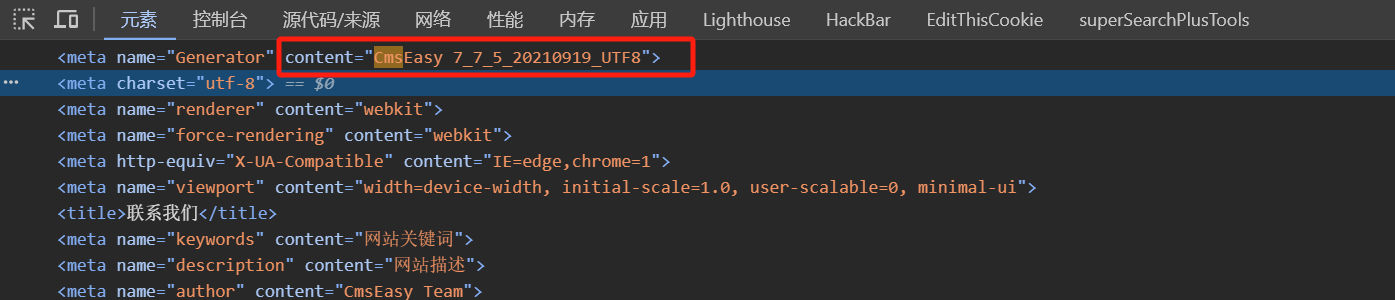 元素 控制台 源代码/来源 网络 性能 内存 应用 Lighthouse HackBar EditThisCookie superSearchPlusTools
<meta name="Generator" content="CmsEasy 7_7_5_20210919_UTF8">
<meta charset="utf-8"> == $0
<meta name="renderer" content="webkit">
<meta name="force-rendering" content="webkit">
<meta http-equiv="X-UA-Compatible" content="IE=edge,chrome=1">
<meta name="viewport" content="width=device-width, initial-scale=1.0, user-scalable=0, minimal-ui">
<title>联系我们</title>
<meta name="keywords" content="网站关键词">
<meta name="description" content="网站描述">
<meta name="author" content="CmsEasy Team">